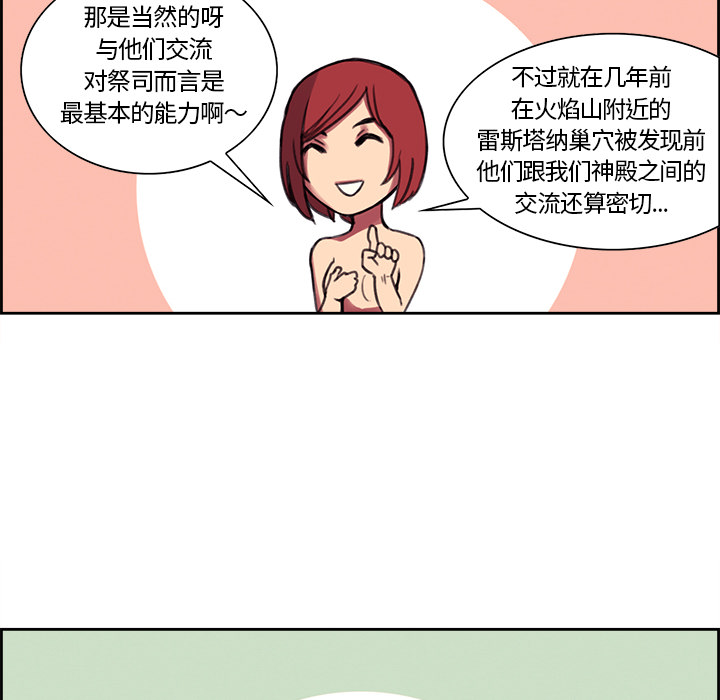 那是当然的呀
与他们交流
对祭司而言是
最基本的能力啊～
不过就在几年前
在火焰山附近的
雷斯塔纳巢穴被发现前
他们跟我们神殿之间的
交流还算密切...